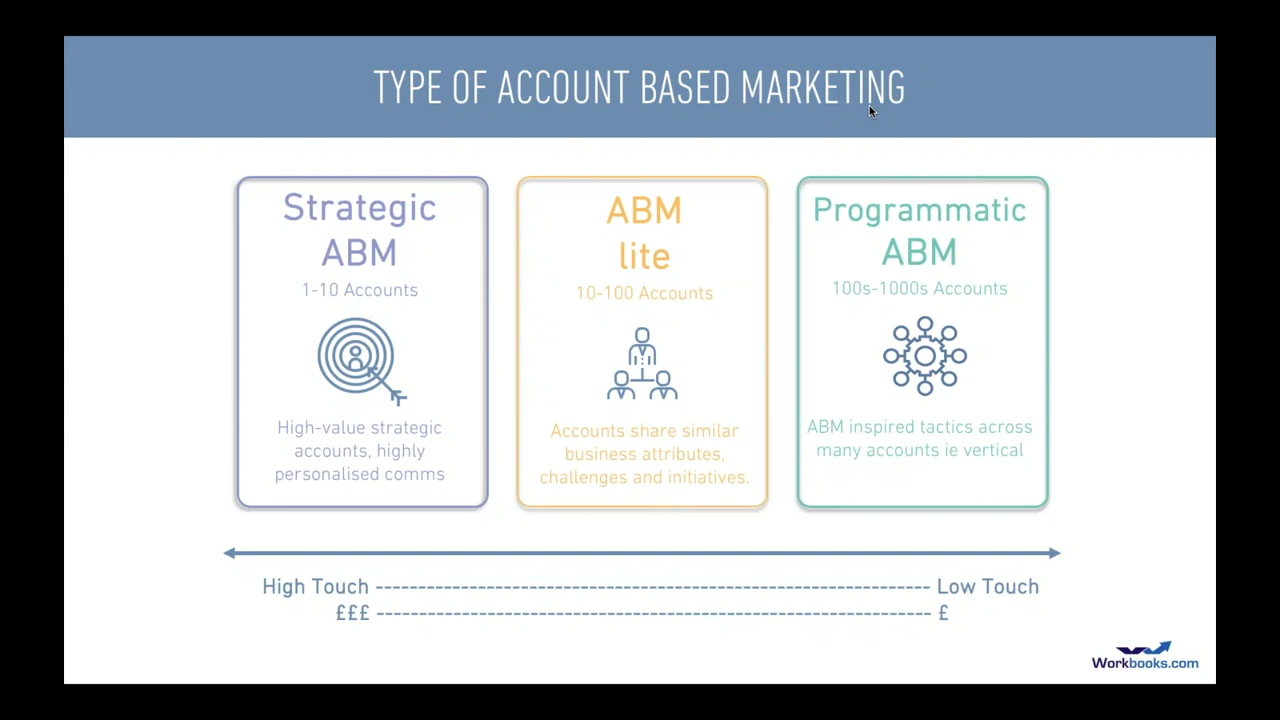 TYPE OF ACCOUNT BASED MARKETING
Strategic
ABM
1-10 Accounts
High-value strategic
accounts, highly
personalised comms
ABM
lite
10-100 Accounts
Accounts share similar
business attributes,
challenges and initiatives.
Programmatic
ABM
100s-1000s Accounts
ABM inspired tactics across
many accounts ie vertical
High Touch ---------------------------------------------------------------- Low Touch
£££ ---------------------------------------------------------------- £
Workbooks.com